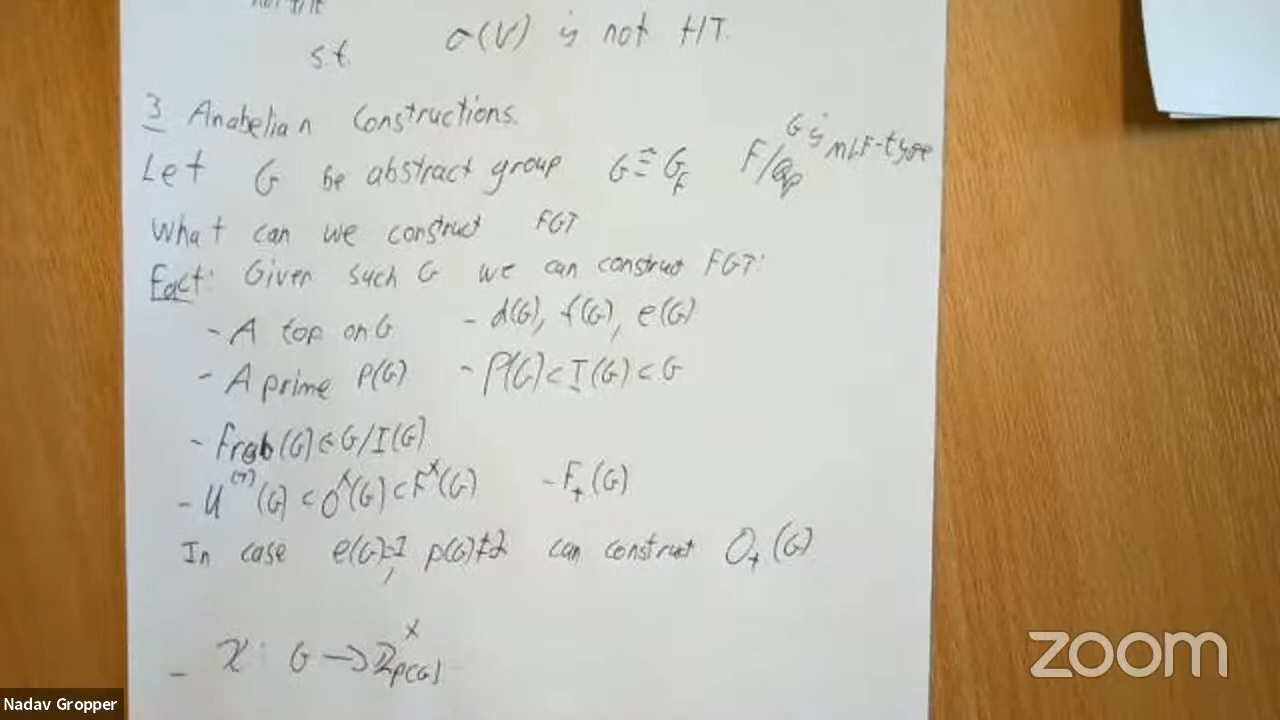 s.t. σ(V) is not HT.
3 Anabelian Constructions.
Let G be abstract group G ≅ G_F F/Q_p G is MLF-type
What can we construct FGT
Fact: Given such G we can construct FGT:
- A top on G - d(G), f(G), e(G)
- A prime P(G) - P(G) < I(G) < G
- Frob(G) ∈ G/I(G)
- U^(1)(G) < O^×(G) < F^×(G) - F_+(G)
In case e(G)=1, p(G)≠2 can construct O_+(G)
- χ: G → Z_{p(G)}^×
zoom
Nadav Gropper